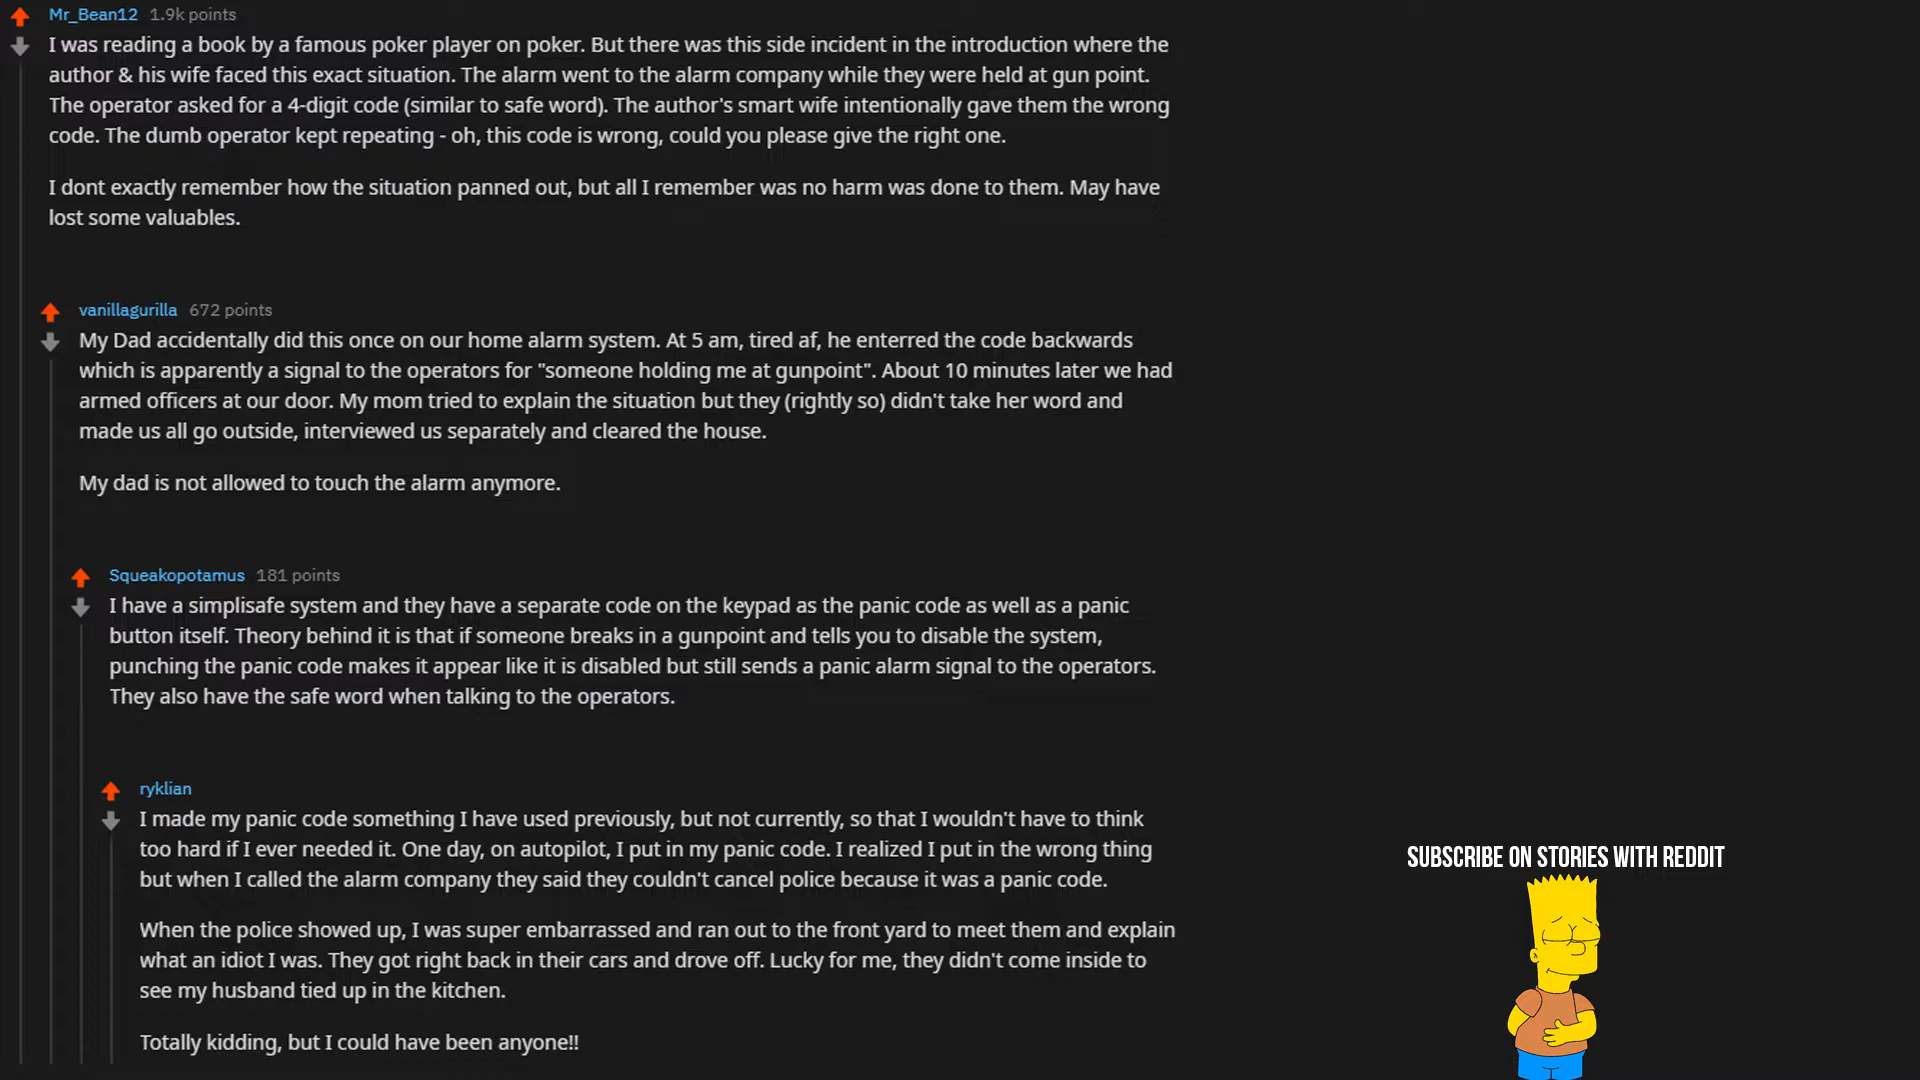 Mr_Bean12 1.9k points
I was reading a book by a famous poker player on poker. But there was this side incident in the introduction where the
author & his wife faced this exact situation. The alarm went to the alarm company while they were held at gun point.
The operator asked for a 4-digit code (similar to safe word). The author's smart wife intentionally gave them the wrong
code. The dumb operator kept repeating - oh, this code is wrong, could you please give the right one.
I dont exactly remember how the situation panned out, but all I remember was no harm was done to them. May have
lost some valuables.
vanillagurilla 672 points
My Dad accidentally did this once on our home alarm system. At 5 am, tired af, he enterred the code backwards
which is apparently a signal to the operators for "someone holding me at gunpoint". About 10 minutes later we had
armed officers at our door. My mom tried to explain the situation but they (rightly so) didn't take her word and
made us all go outside, interviewed us separately and cleared the house.
My dad is not allowed to touch the alarm anymore.
Squeakopotamus 181 points
I have a simplisafe system and they have a separate code on the keypad as the panic code as well as a panic
button itself. Theory behind it is that if someone breaks in a gunpoint and tells you to disable the system,
punching the panic code makes it appear like it is disabled but still sends a panic alarm signal to the operators.
They also have the safe word when talking to the operators.
ryklian
I made my panic code something I have used previously, but not currently, so that I wouldn't have to think
too hard if I ever needed it. One day, on autopilot, I put in my panic code. I realized I put in the wrong thing
but when I called the alarm company they said they couldn't cancel police because it was a panic code.
When the police showed up, I was super embarrassed and ran out to the front yard to meet them and explain
what an idiot I was. They got right back in their cars and drove off. Lucky for me, they didn't come inside to
see my husband tied up in the kitchen.
Totally kidding, but I could have been anyone!!
SUBSCRIBE ON STORIES WITH REDDIT